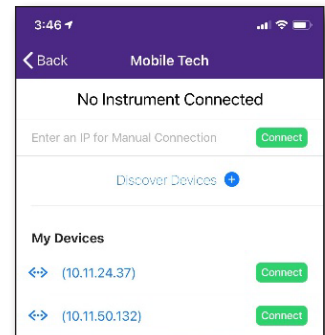 3:46
Back Mobile Tech
No Instrument Connected
Enter an IP for Manual Connection Connect
Discover Devices
My Devices
(10.11.24.37) Connect
(10.11.50.132) Connect